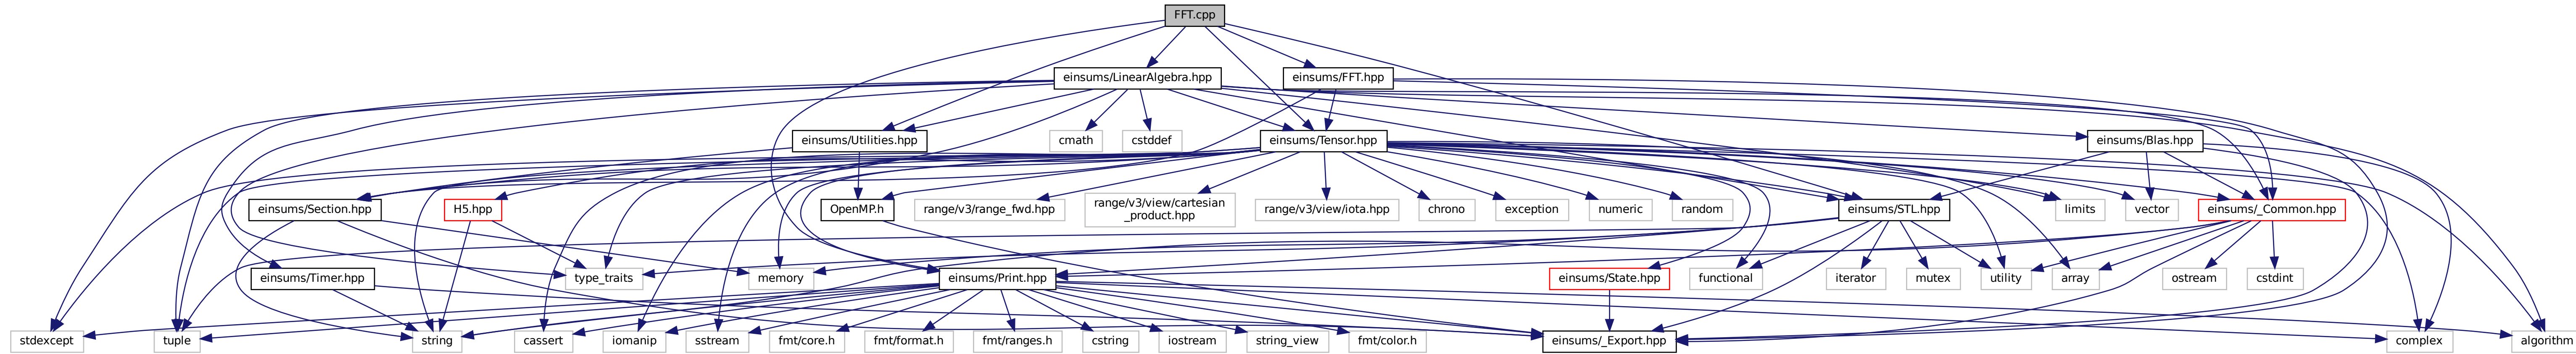 FFT.cpp
einsums/LinearAlgebra.hpp
einsums/FFT.hpp
einsums/Utilities.hpp
cmath
cstddef
einsums/Tensor.hpp
einsums/Blas.hpp
einsums/Section.hpp
H5.hpp
OpenMP.h
range/v3/range_fwd.hpp
range/v3/view/cartesian
_product.hpp
range/v3/view/iota.hpp
chrono
exception
numeric
random
einsums/STL.hpp
limits
vector
einsums/_Common.hpp
einsums/Timer.hpp
type_traits
memory
einsums/Print.hpp
einsums/State.hpp
functional
iterator
mutex
utility
array
ostream
cstdint
stdexcept
tuple
string
cassert
iomanip
sstream
fmt/core.h
fmt/format.h
fmt/ranges.h
cstring
iostream
string_view
fmt/color.h
einsums/_Export.hpp
complex
algorithm